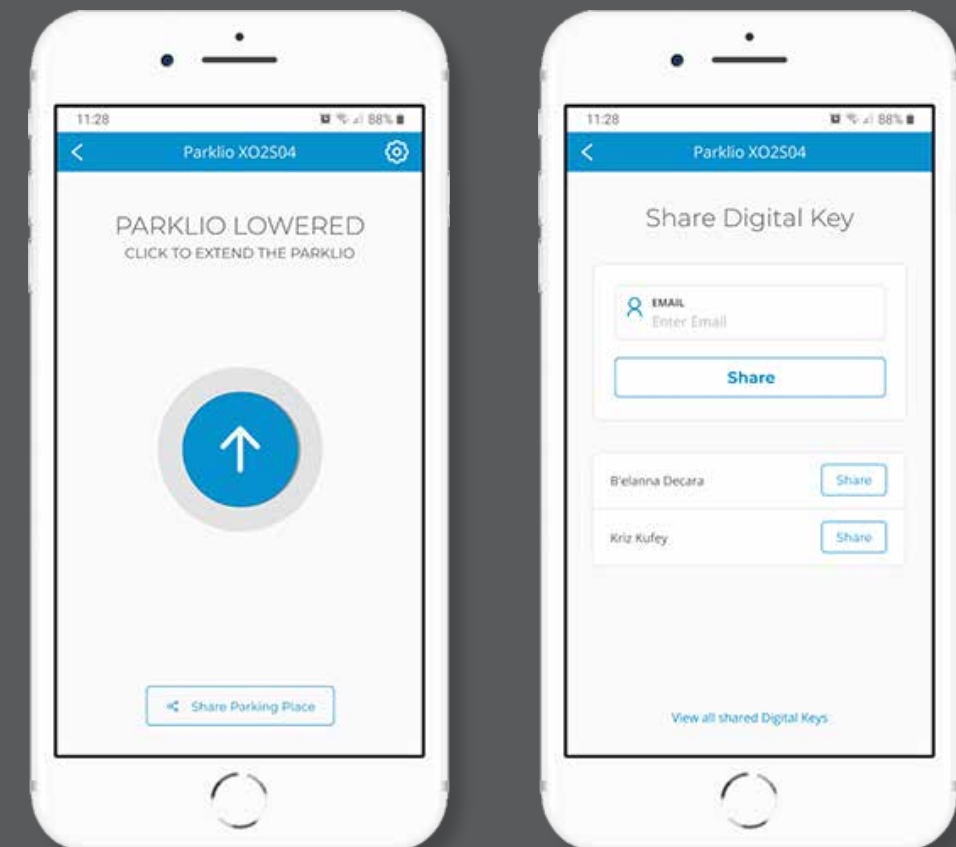 11:28
88%
Parklio XO2S04
PARKLIO LOWERED
CLICK TO EXTEND THE PARKLIO
Share Parking Place
11:28
88%
Parklio XO2S04
Share Digital Key
EMAIL
Enter Email
Share
B'elanna Decara
Share
Kriz Kufey
Share
View all shared Digital Keys